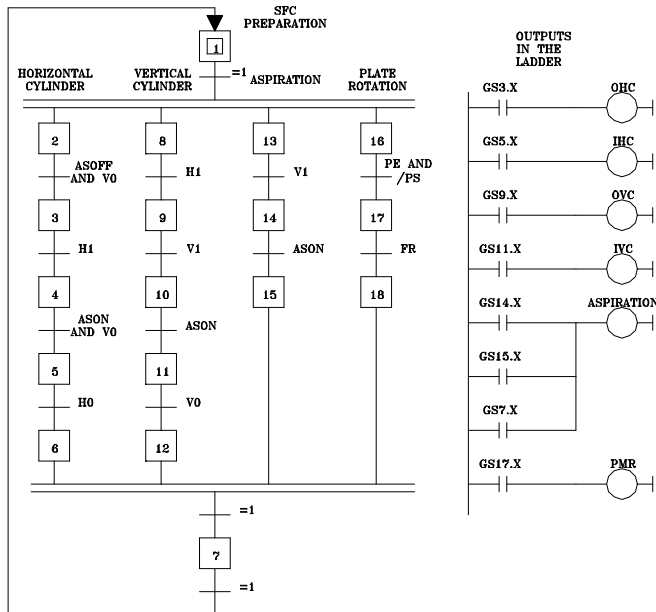 SFC
PREPARATION
1
=1
HORIZONTAL
CYLINDER
VERTICAL
CYLINDER
ASPIRATION
PLATE
ROTATION
2
8
13
16
ASOFF
AND V0
H1
V1
PE AND
/PS
3
9
14
17
H1
V1
ASON
FR
4
10
15
18
ASON
AND V0
ASON
5
11
H0
V0
6
12
=1
7
=1
OUTPUTS
IN THE
LADDER
GS3.X
OHC
GS5.X
IHC
GS9.X
OVC
GS11.X
IVC
GS14.X
ASPIRATION
GS15.X
GS7.X
GS17.X
PMR